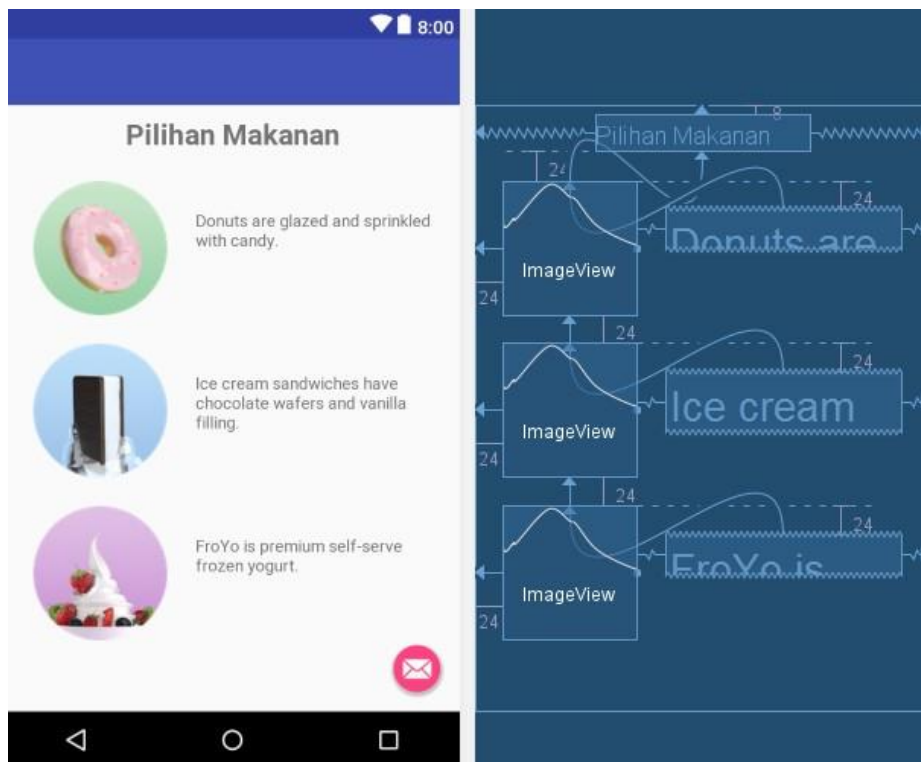 8:00
Pilihan Makanan
Donuts are glazed and sprinkled
with candy.
Ice cream sandwiches have
chocolate wafers and vanilla
filling.
FroYo is premium self-serve
frozen yogurt.
8
Pilihan Makanan
24
24
Donuts are
ImageView
24
24
24
Ice cream
ImageView
24
24
24
FroYo is
ImageView
24